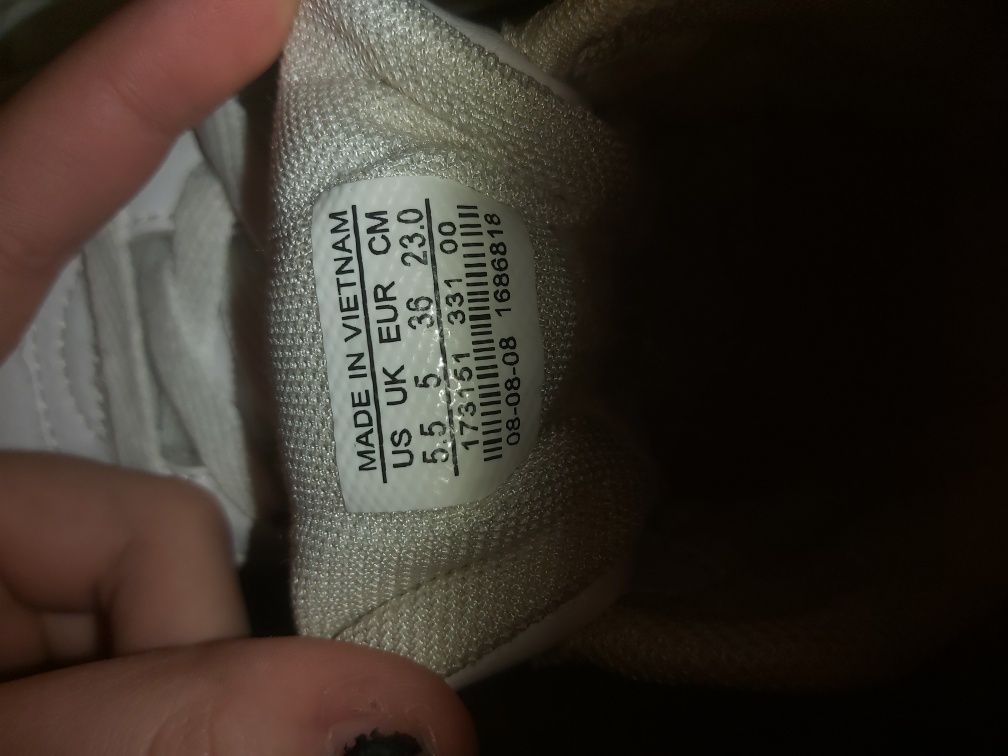 MADE IN VIETNAM
US UK EUR CM
5.5 5 36 23.0
173151 331 00
08-08-08 1686818